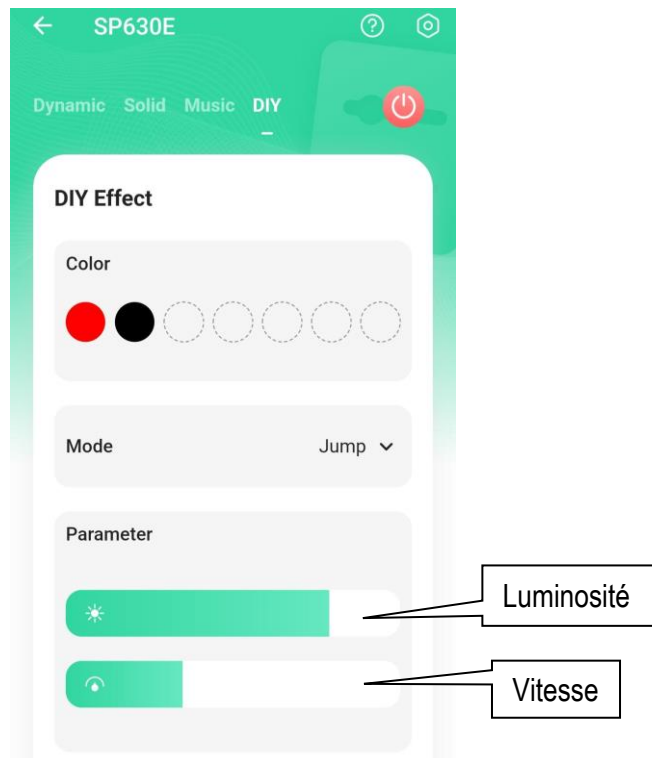 SP630E
Dynamic Solid Music DIY
DIY Effect
Color
Mode Jump
Parameter
Luminosité
Vitesse